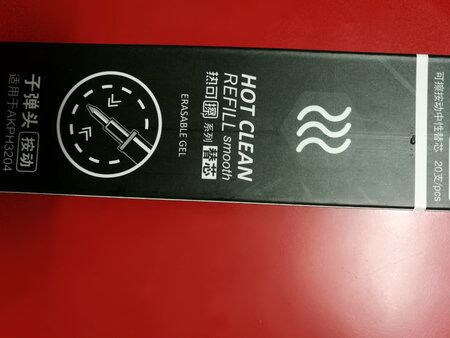 可擦按动中性替芯 20支/pcs
HOT CLEAN
REFILL smooth
热可擦系列 替芯
ERASABLE GEL
子弹头 按动
适用于AKPH3204